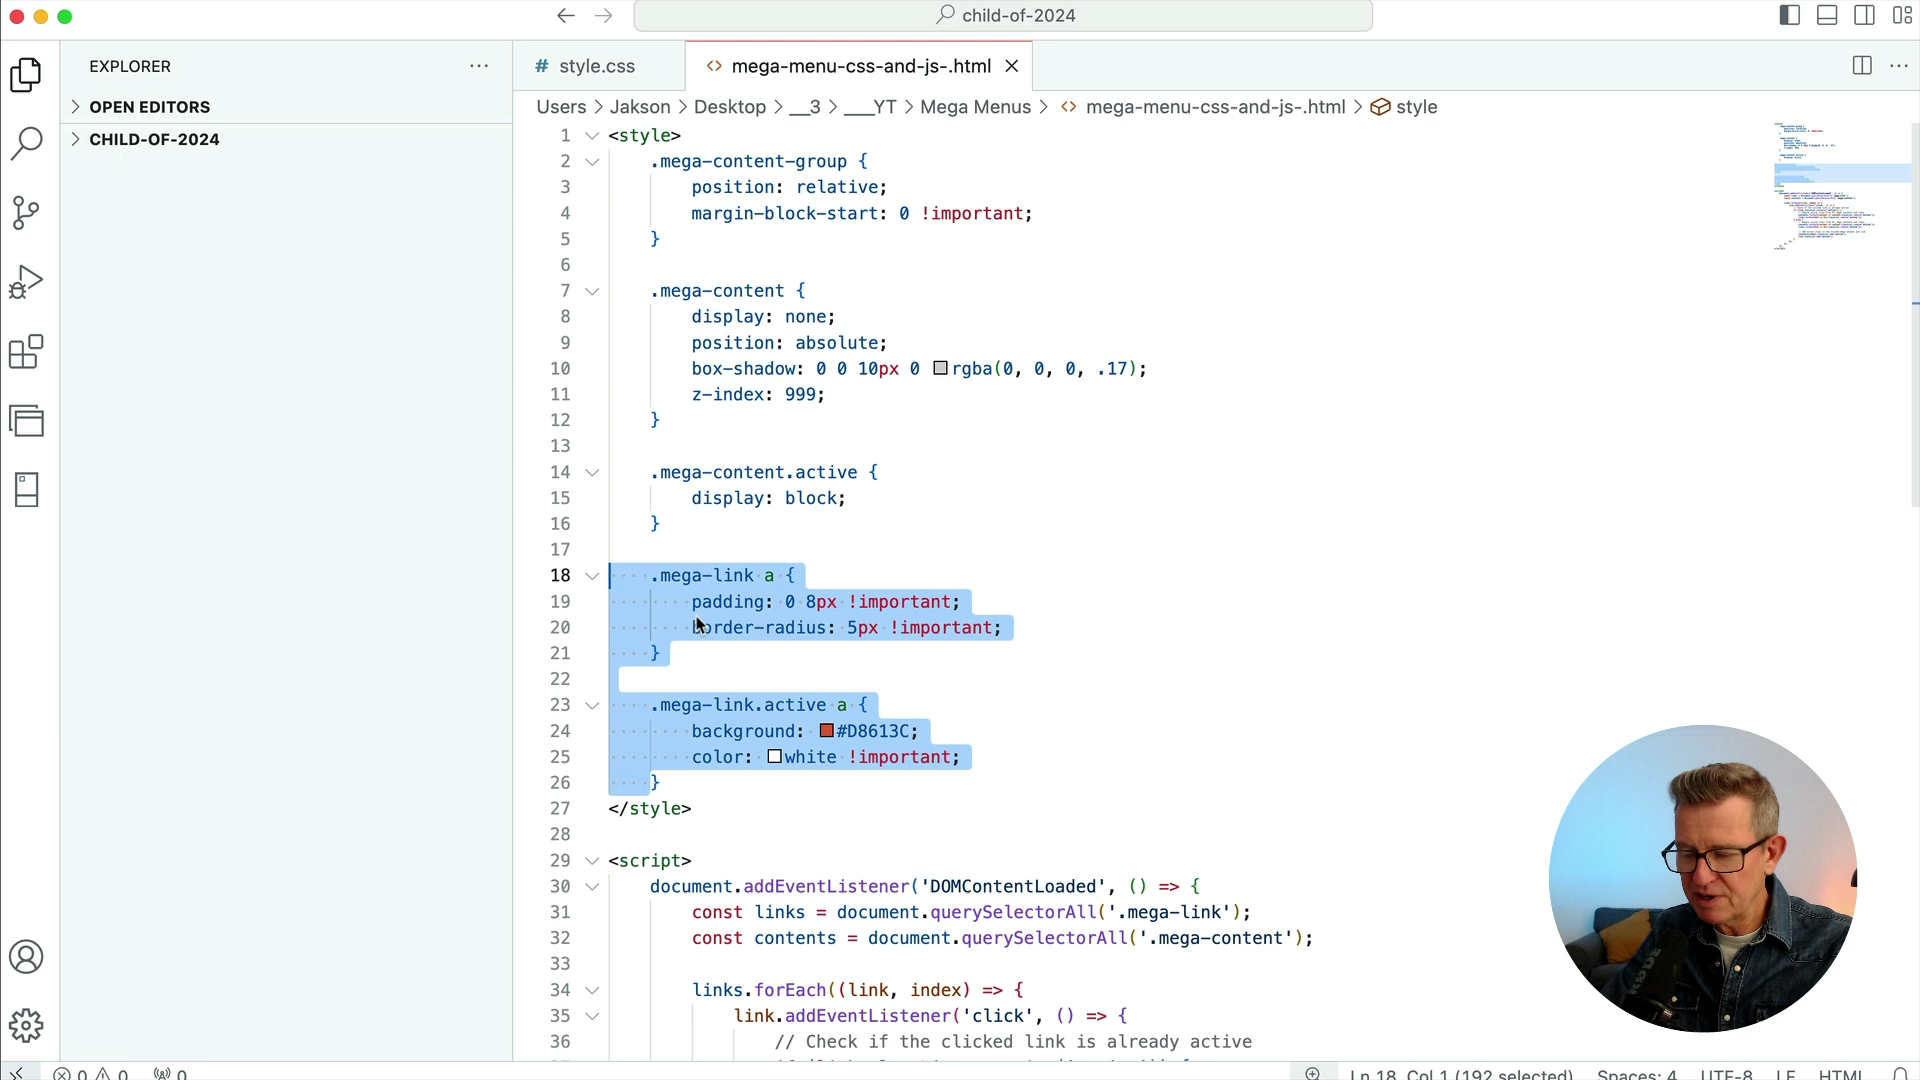 child-of-2024
EXPLORER
OPEN EDITORS
CHILD-OF-2024
# style.css
<> mega-menu-css-and-js-.html
Users > Jakson > Desktop > __3 > ___YT > Mega Menus > <> mega-menu-css-and-js-.html > style
1 <style>
2 .mega-content-group {
3 position: relative;
4 margin-block-start: 0 !important;
5 }
6
7 .mega-content {
8 display: none;
9 position: absolute;
10 box-shadow: 0 0 10px 0 rgba(0, 0, 0, .17);
11 z-index: 999;
12 }
13
14 .mega-content.active {
15 display: block;
16 }
17
18 .mega-link a {
19 padding: 0 8px !important;
20 border-radius: 5px !important;
21 }
22
23 .mega-link.active a {
24 background: #D8613C;
25 color: white !important;
26 }
27 </style>
28
29 <script>
30 document.addEventListener('DOMContentLoaded', () => {
31 const links = document.querySelectorAll('.mega-link');
32 const contents = document.querySelectorAll('.mega-content');
33
34 links.forEach((link, index) => {
35 link.addEventListener('click', () => {
36 // Check if the clicked link is already active
0 0 0 Ln 18, Col 1 (192 selected) Spaces: 4 UTF-8 LF HTML